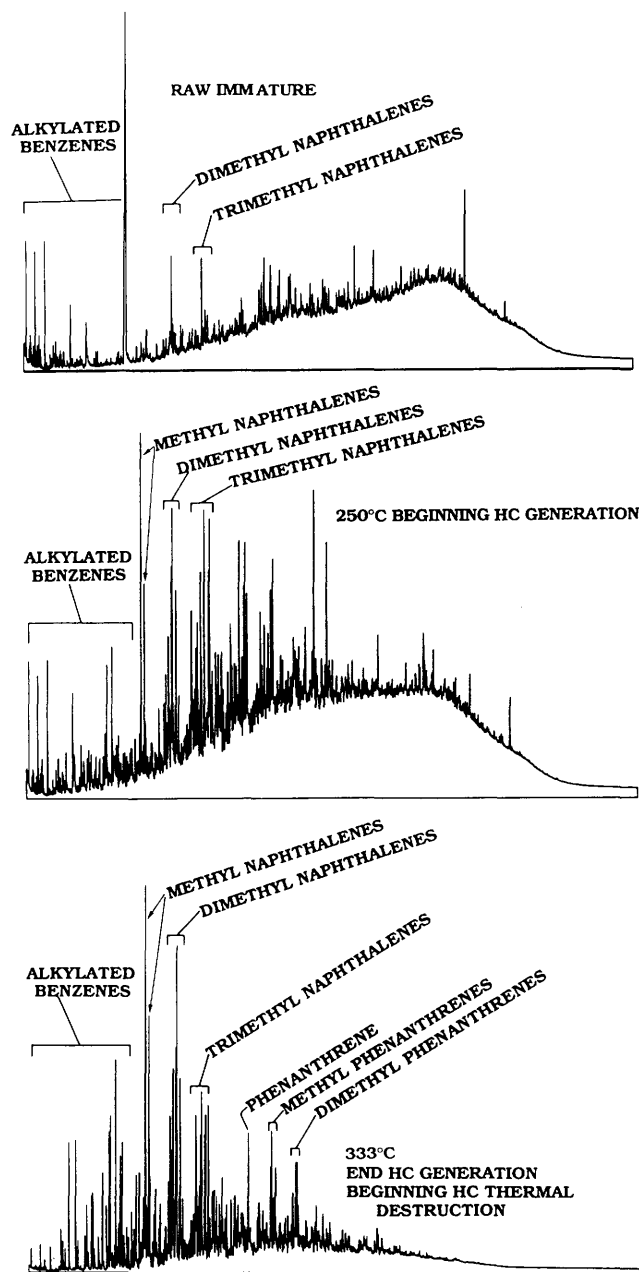 RAW IMMATURE
ALKYLATED
BENZENES
DIMETHYL NAPHTHALENES
TRIMETHYL NAPHTHALENES
METHYL NAPHTHALENES
DIMETHYL NAPHTHALENES
TRIMETHYL NAPHTHALENES
250°C BEGINNING HC GENERATION
ALKYLATED
BENZENES
METHYL NAPHTHALENES
DIMETHYL NAPHTHALENES
ALKYLATED
BENZENES
TRIMETHYL NAPHTHALENES
PHENANTHRENE
METHYL PHENANTHRENES
DIMETHYL PHENANTHRENES
333°C
END HC GENERATION
BEGINNING HC THERMAL
DESTRUCTION